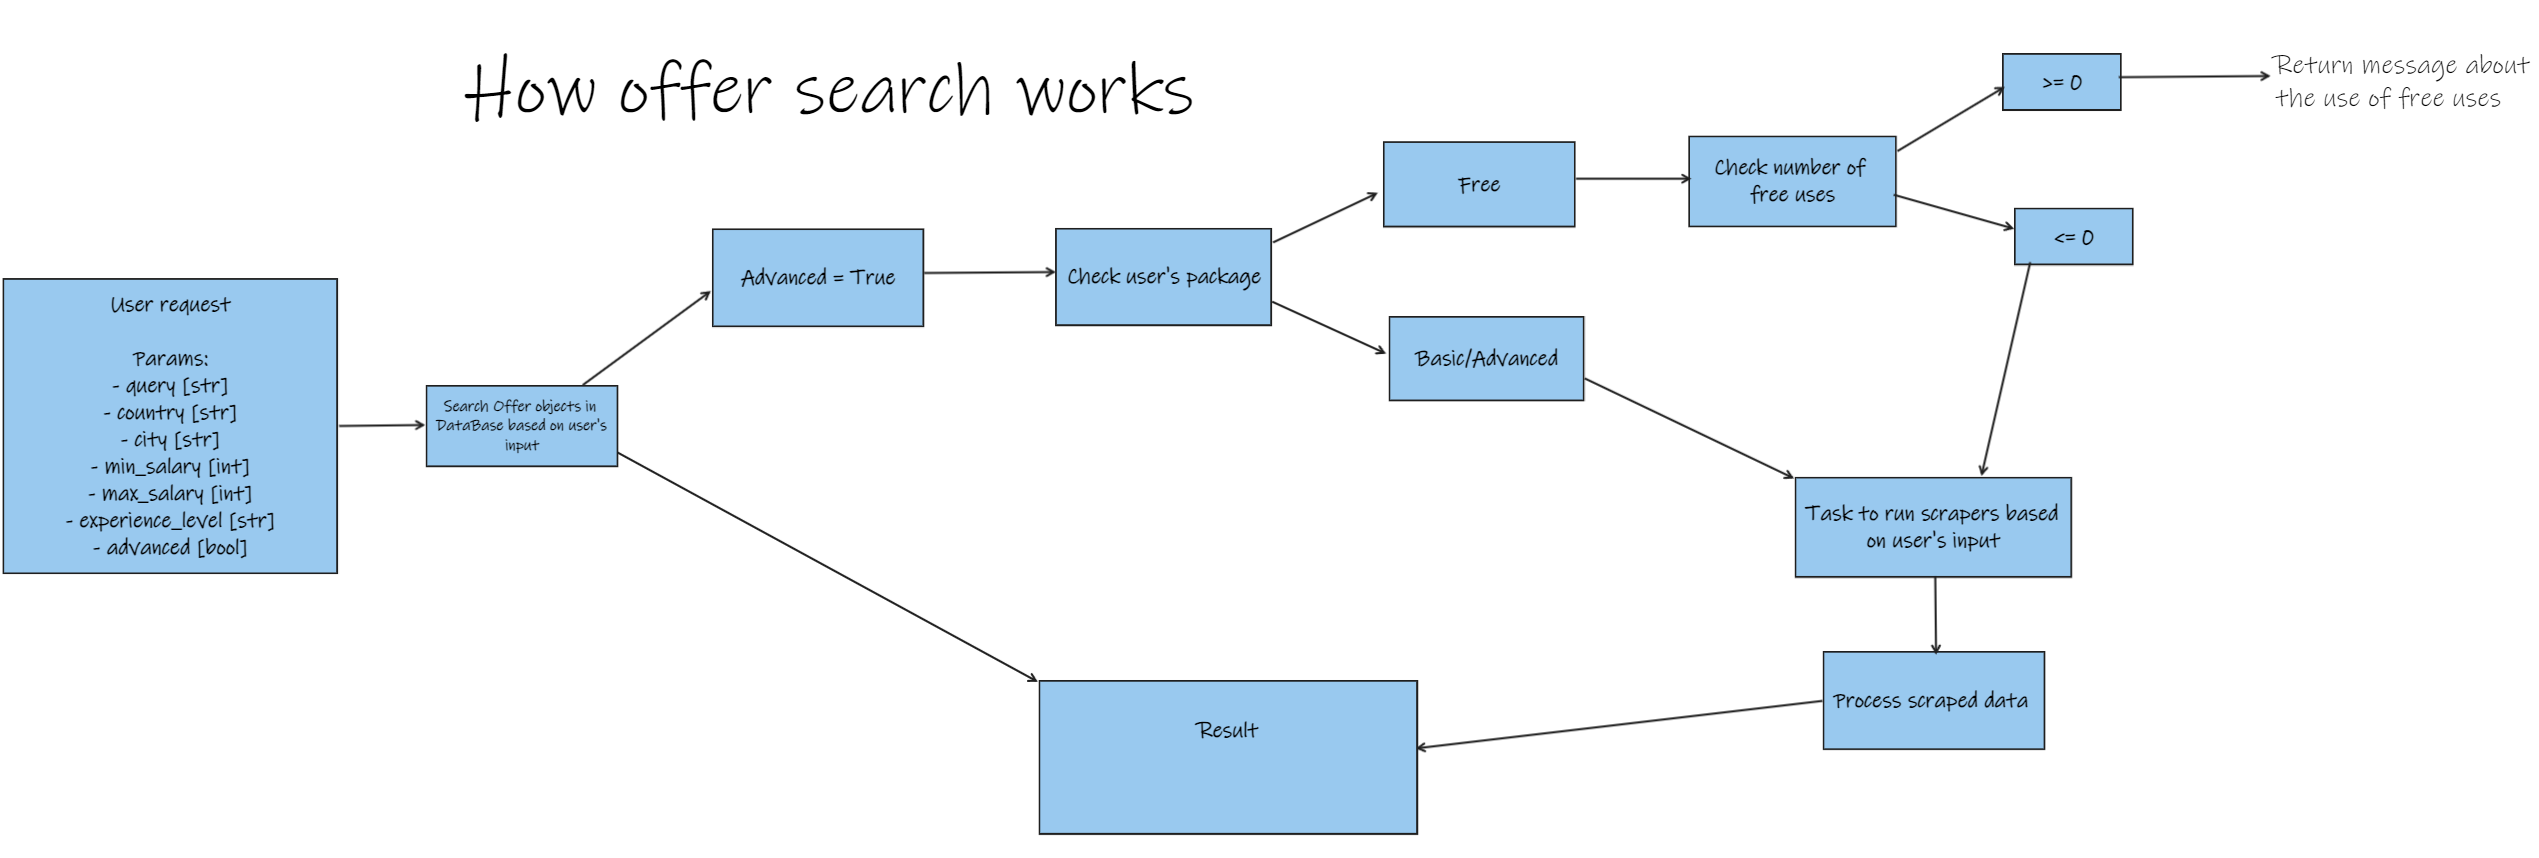 How offer search works
User request
Params:
- query [str]
- country [str]
- city [str]
- min_salary [int]
- max_salary [int]
- experience_level [str]
- advanced [bool]
Search Offer objects in
DataBase based on user's
input
Advanced = True
Check user's package
Free
Basic/Advanced
Check number of
free uses
>= 0
Return message about
the use of free uses
<= 0
Task to run scrapers based
on user's input
Process scraped data
Result